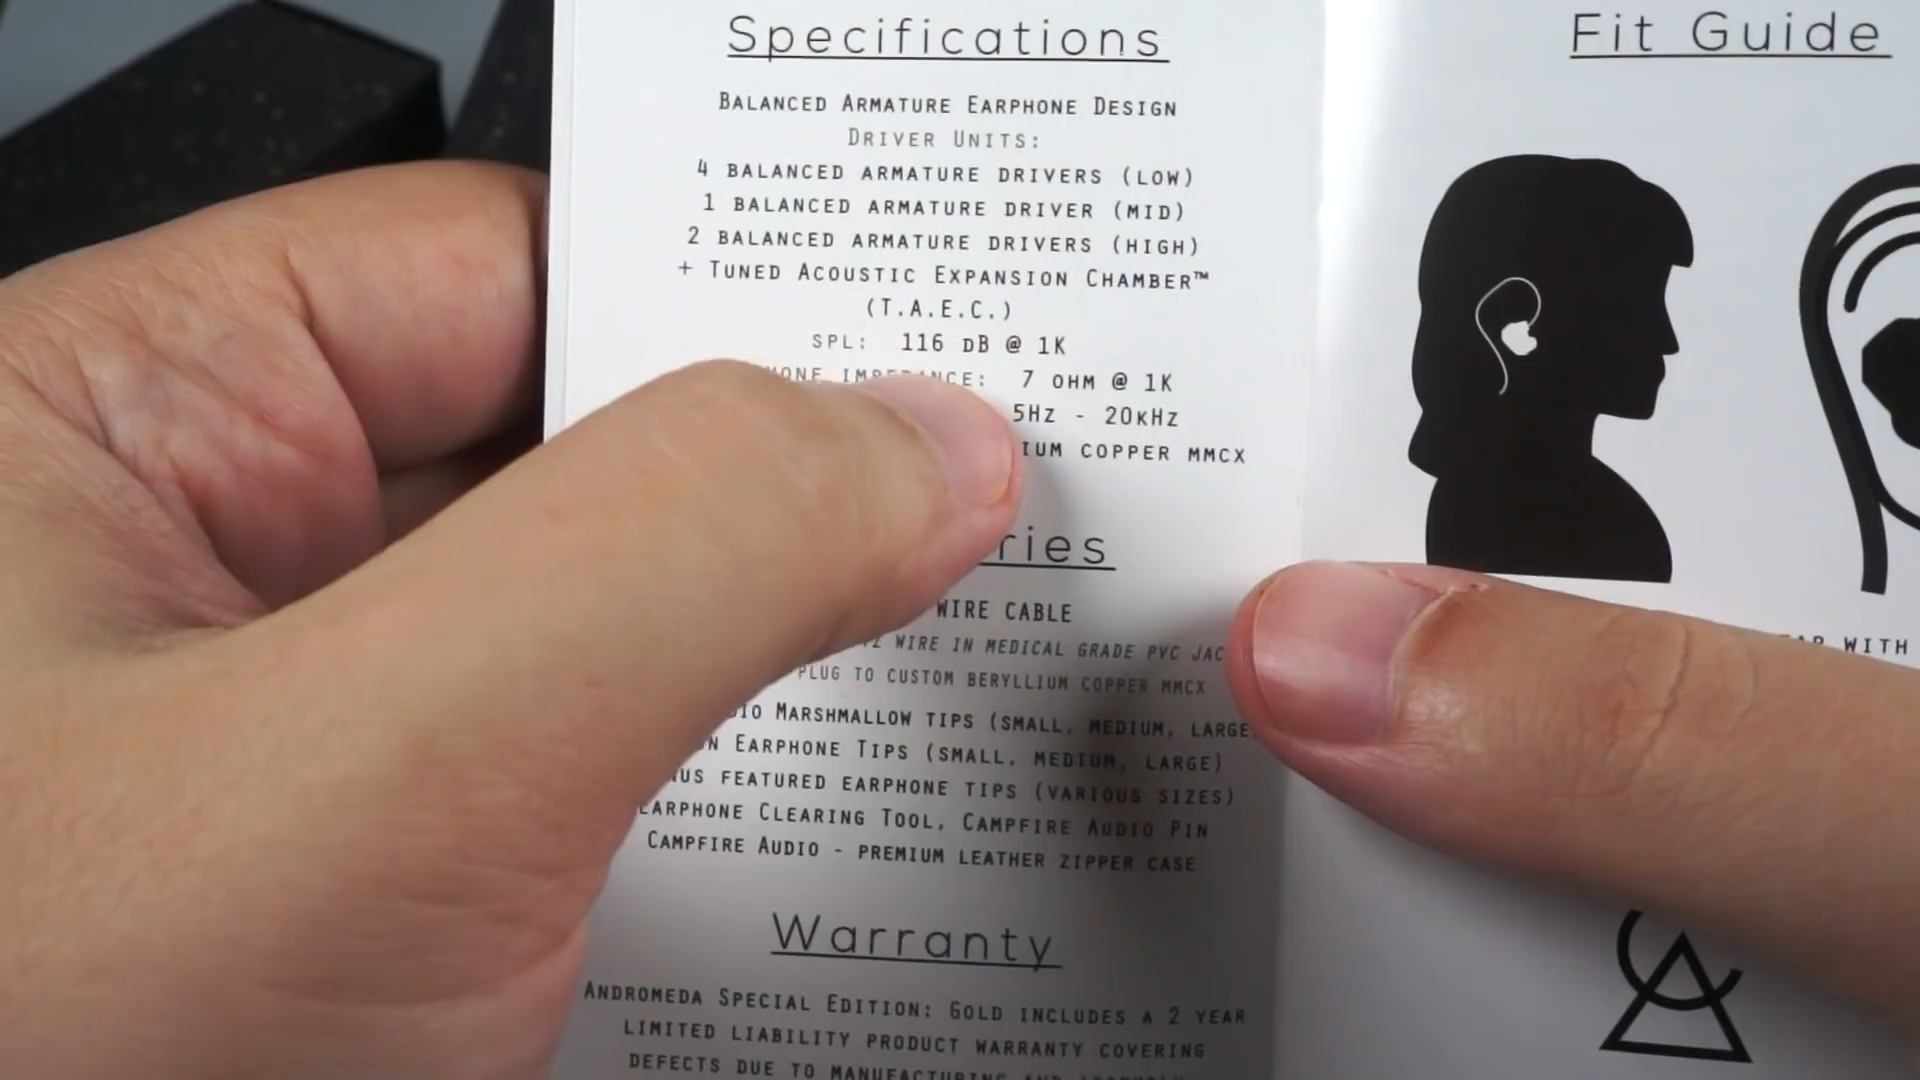 Specifications
BALANCED ARMATURE EARPHONE DESIGN
DRIVER UNITS:
4 BALANCED ARMATURE DRIVERS (LOW)
1 BALANCED ARMATURE DRIVER (MID)
2 BALANCED ARMATURE DRIVERS (HIGH)
+ TUNED ACOUSTIC EXPANSION CHAMBER™
(T.A.E.C.)
SPL: 116 DB @ 1K
7 OHM @ 1K
5HZ - 20KHZ
COPPER MMCX
WIRE CABLE
WIRE IN MEDICAL GRADE PVC
PLUG TO CUSTOM BERYLLIUM COPPER MMCX
MARSHMALLOW TIPS (SMALL, MEDIUM, LARGE
EARPHONE TIPS (SMALL, MEDIUM, LARGE)
FEATURED EARPHONE TIPS (VARIOUS SIZES)
EARPHONE CLEARING TOOL, CAMPFIRE AUDIO PIN
CAMPFIRE AUDIO - PREMIUM LEATHER ZIPPER CASE
Warranty
ANDROMEDA SPECIAL EDITION: GOLD INCLUDES A 2 YEAR
LIMITED LIABILITY PRODUCT WARRANTY COVERING
DEFECTS DUE TO MANUFACTURING
Fit Guide
WITH